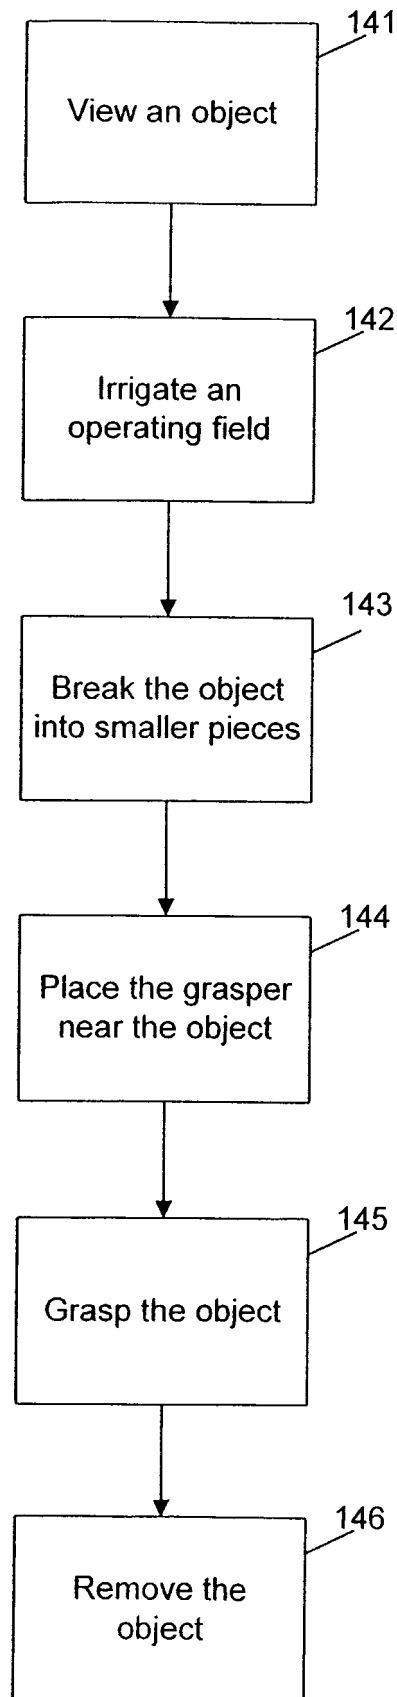 141
View an object
142
Irrigate an
operating field
143
Break the object
into smaller pieces
144
Place the grasper
near the object
145
Grasp the object
146
Remove the
object